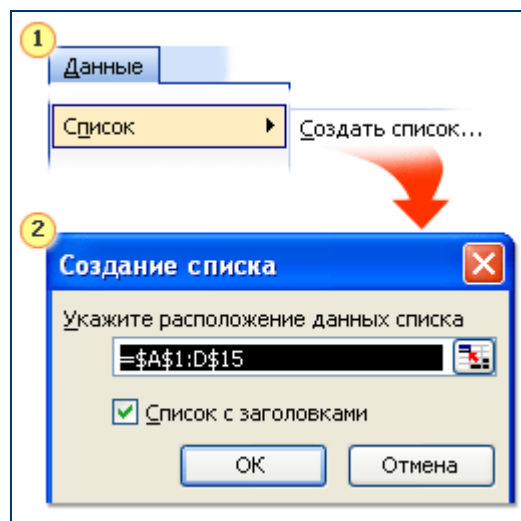 1
Данные
Список
Создать список...
2
Создание списка
Укажите расположение данных списка
=$A$1:D$15
Список с заголовками
ОК
Отмена